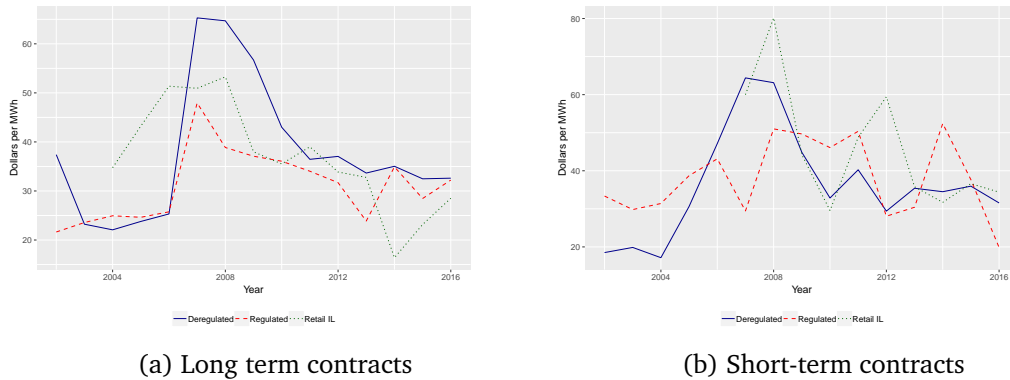 Dollars per MWh
60
50
40
30
20
2004
2008
2012
2016
Year
Deregulated
Regulated
Retail IL
(a) Long term contracts
Dollars per MWh
80
60
40
20
2004
2008
2012
2016
Year
Deregulated
Regulated
Retail IL
(b) Short-term contracts